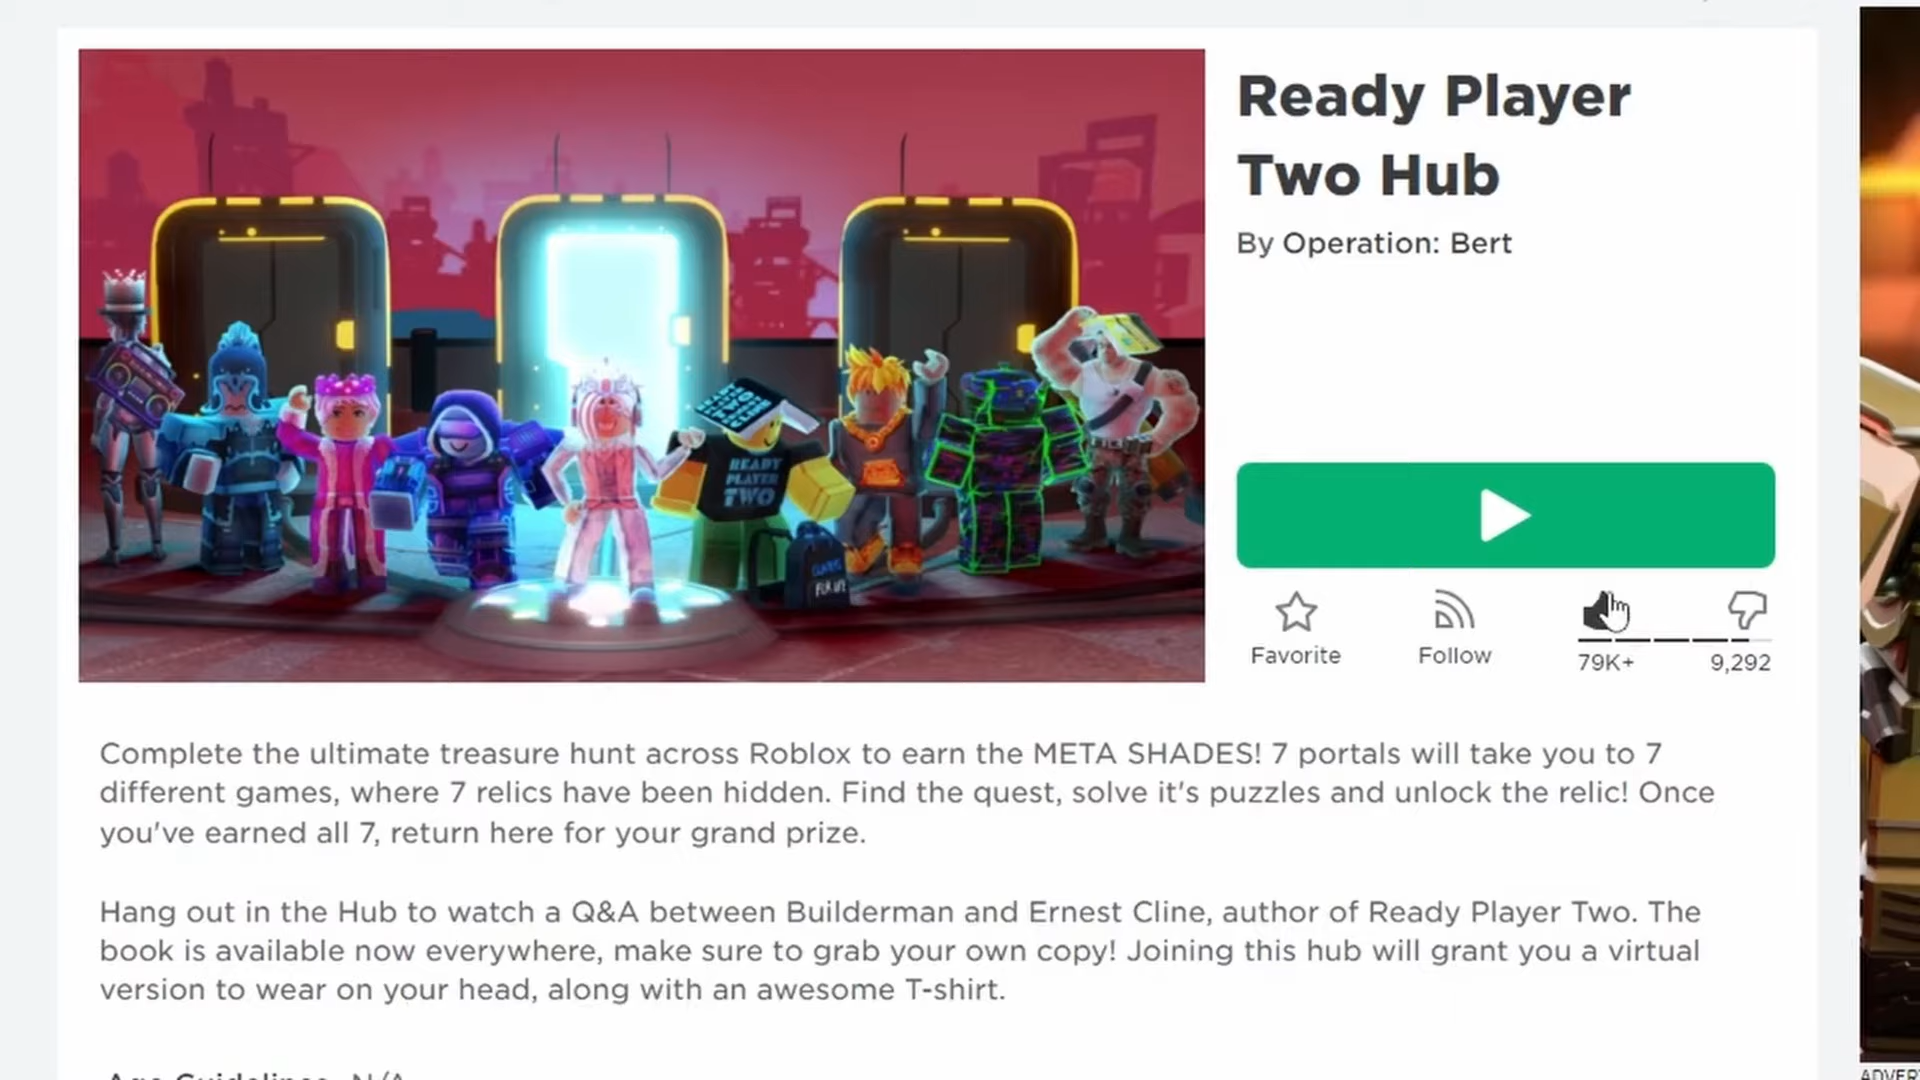 Ready Player
Two Hub
By Operation: Bert
READY
PLAYER
TWO
Favorite
Follow
79K+
9,292
Complete the ultimate treasure hunt across Roblox to earn the META SHADES! 7 portals will take you to 7
different games, where 7 relics have been hidden. Find the quest, solve it's puzzles and unlock the relic! Once
you've earned all 7, return here for your grand prize.
Hang out in the Hub to watch a Q&A between Builderman and Ernest Cline, author of Ready Player Two. The
book is available now everywhere, make sure to grab your own copy! Joining this hub will grant you a virtual
version to wear on your head, along with an awesome T-shirt.
Age Guidelines N/A